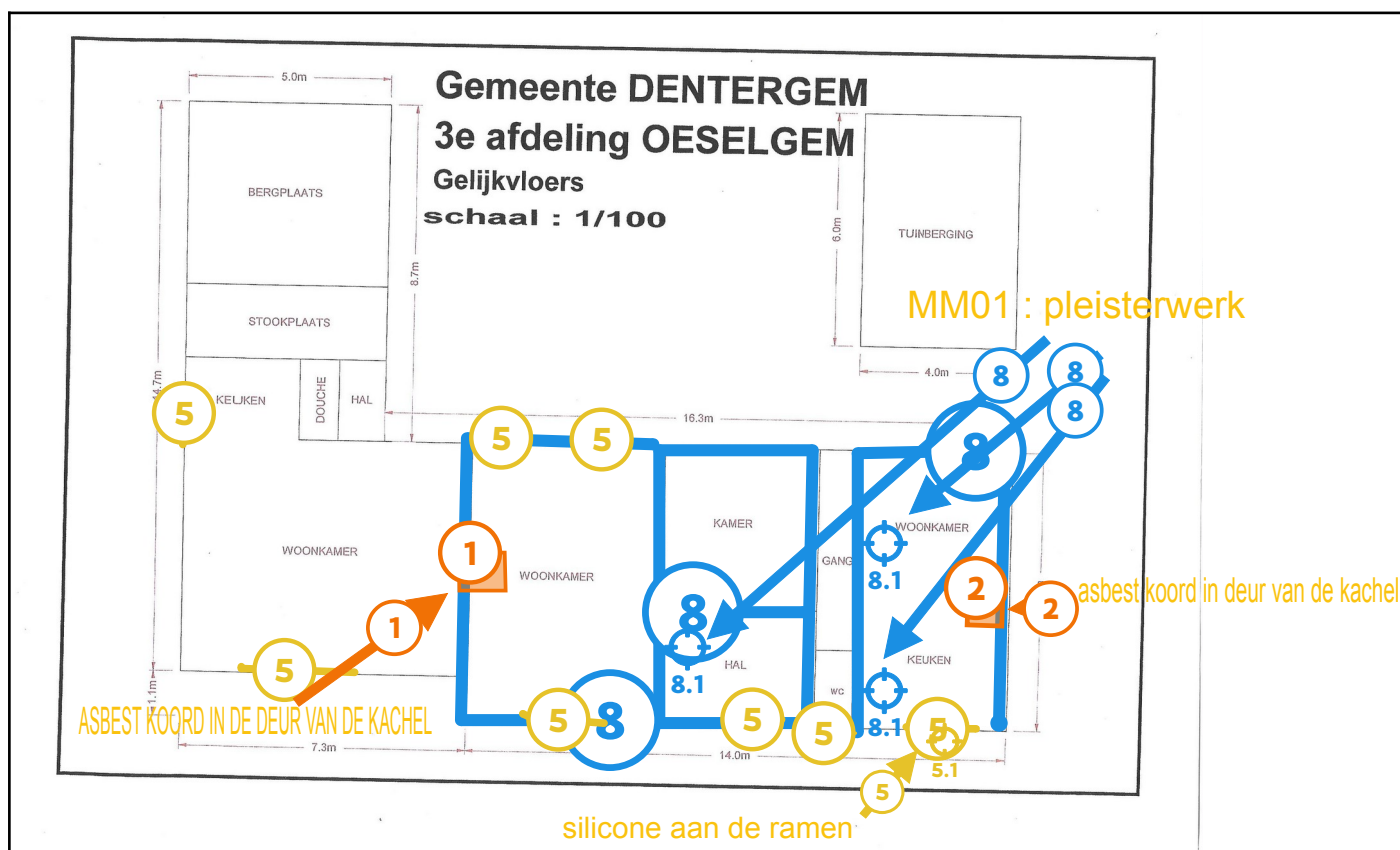 5.0m
Gemeente DENTERGEM
3e afdeling OESELGEM
Gelijkvloers
schaal : 1/100
BERGPLAATS
8.7m
6.0m
TUINBERGING
STOOKPLAATS
MM01 : pleisterwerk
4.0m
8
8
8
KEUKEN
DOUCHE
HAL
5
16.3m
5
5
8
KAMER
WOONKAMER
WOONKAMER
1
WOONKAMER
GANG
8.1
2
asbest koord in deur van de kachel
2
1
8
8.1
HAL
KEUKEN
WC
8.1
5
1.1m
ASBEST KOORD IN DE DEUR VAN DE KACHEL
5
8
5
5
5
5.1
7.3m
14.0m
5
silicone aan de ramen